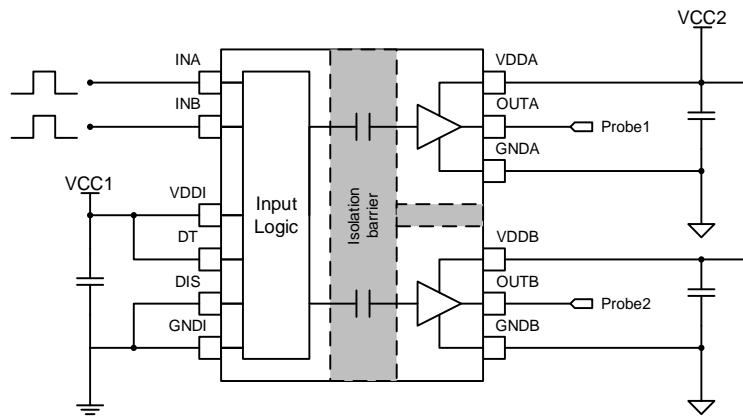 VCC2
INA
VDDA
INB
OUTA
Probe1
GNDA
VCC1
VDDI
Input
Logic
Isolation
barrier
DT
VDDB
DIS
OUTB
Probe2
GNDI
GNDB